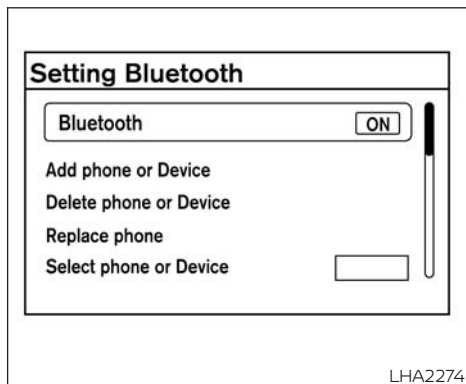 Setting Bluetooth
Bluetooth ON
Add phone or Device
Delete phone or Device
Replace phone
Select phone or Device
LHA2274